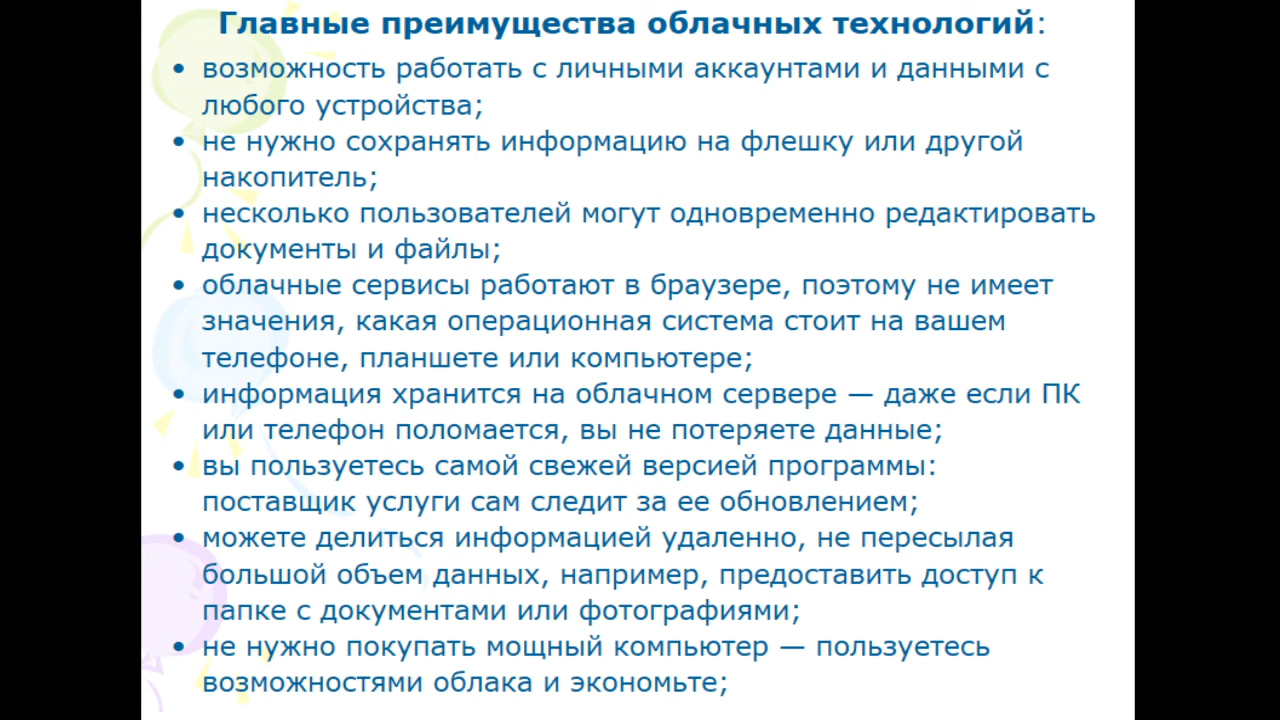 Главные преимущества облачных технологий:
• возможность работать с личными аккаунтами и данными с
любого устройства;
• не нужно сохранять информацию на флешку или другой
накопитель;
• несколько пользователей могут одновременно редактировать
документы и файлы;
• облачные сервисы работают в браузере, поэтому не имеет
значения, какая операционная система стоит на вашем
телефоне, планшете или компьютере;
• информация хранится на облачном сервере — даже если ПК
или телефон поломается, вы не потеряете данные;
• вы пользуетесь самой свежей версией программы:
поставщик услуги сам следит за ее обновлением;
• можете делиться информацией удаленно, не пересылая
большой объем данных, например, предоставить доступ к
папке с документами или фотографиями;
• не нужно покупать мощный компьютер — пользуетесь
возможностями облака и экономьте;